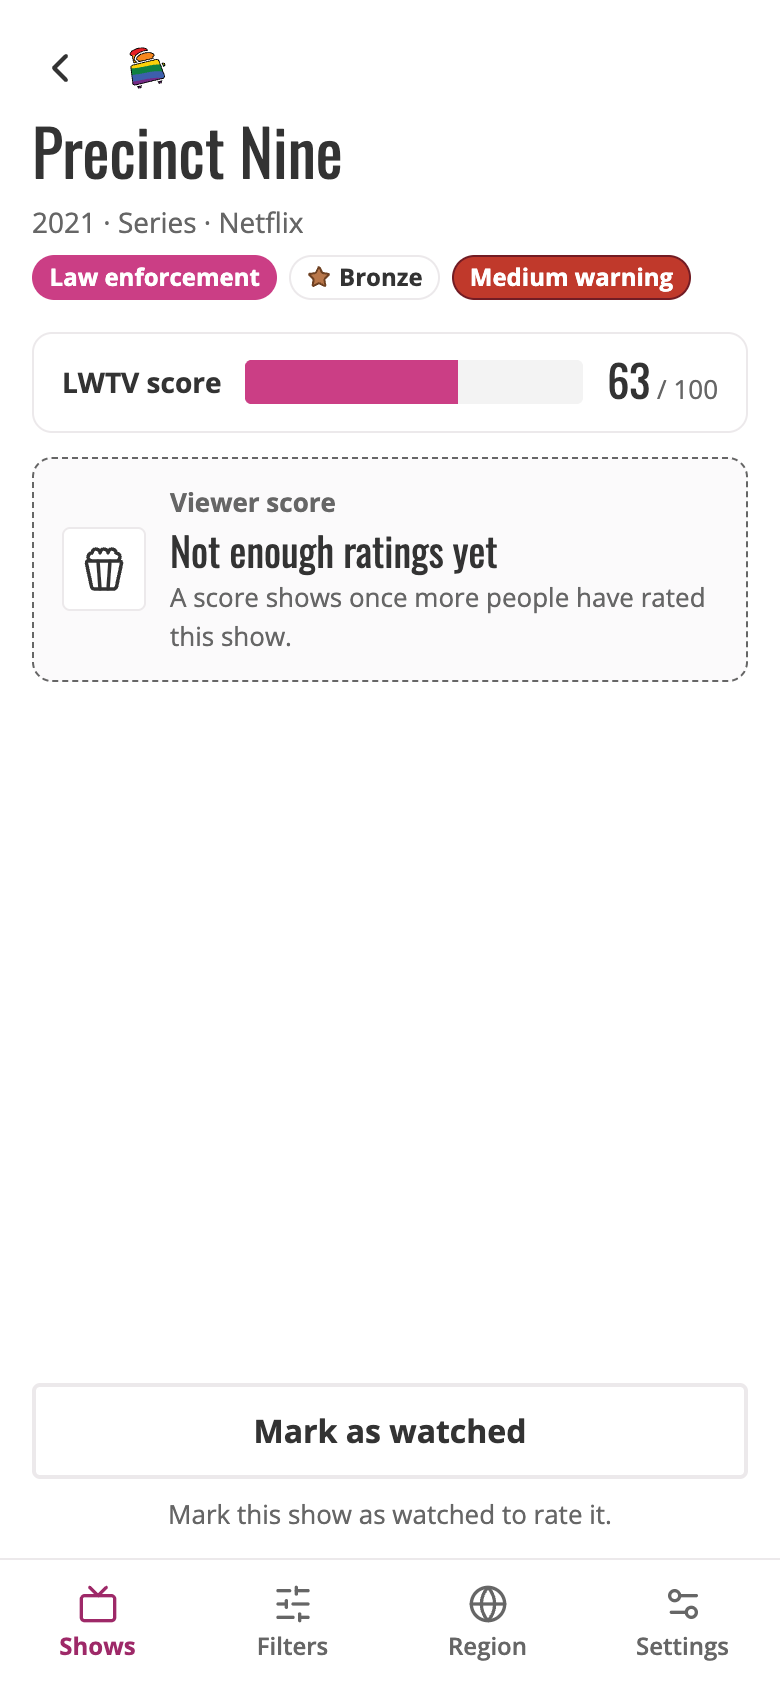 Precinct Nine
2021 · Series · Netflix
Law enforcement
Bronze
Medium warning
LWTV score
63 / 100
Viewer score
Not enough ratings yet
A score shows once more people have rated
this show.
Mark as watched
Mark this show as watched to rate it.
Shows
Filters
Region
Settings